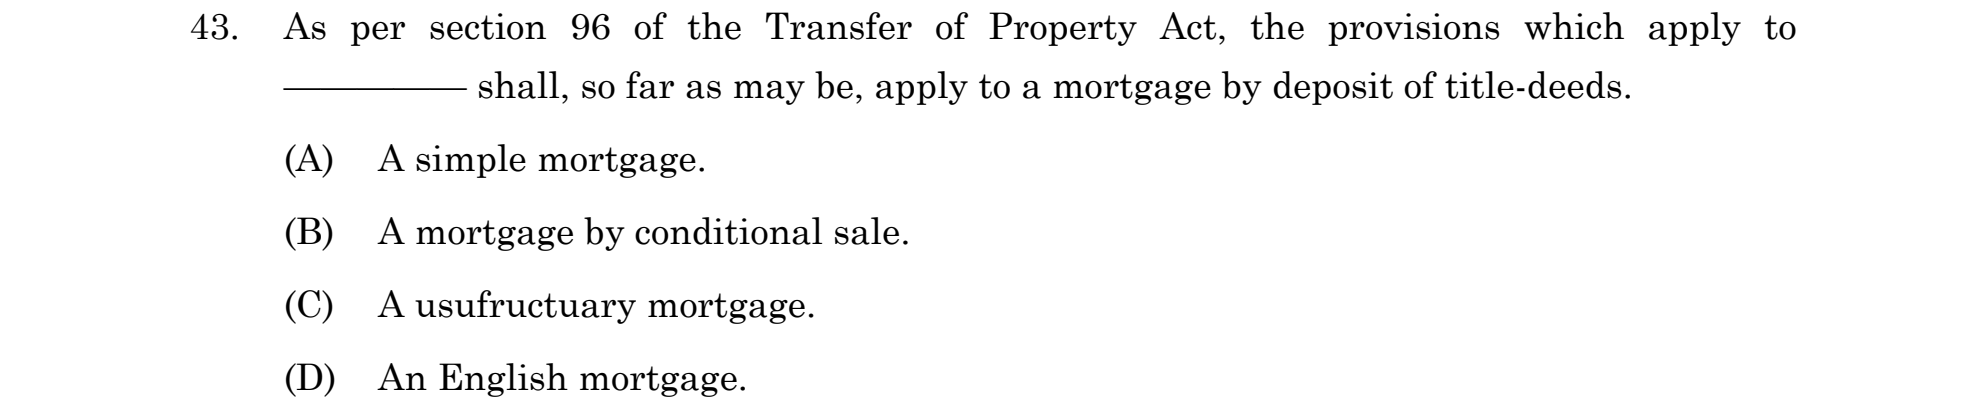 43. As per section 96 of the Transfer of Property Act, the provisions which apply to
________ shall, so far as may be, apply to a mortgage by deposit of title-deeds.
(A) A simple mortgage.
(B) A mortgage by conditional sale.
(C) A usufructuary mortgage.
(D) An English mortgage.